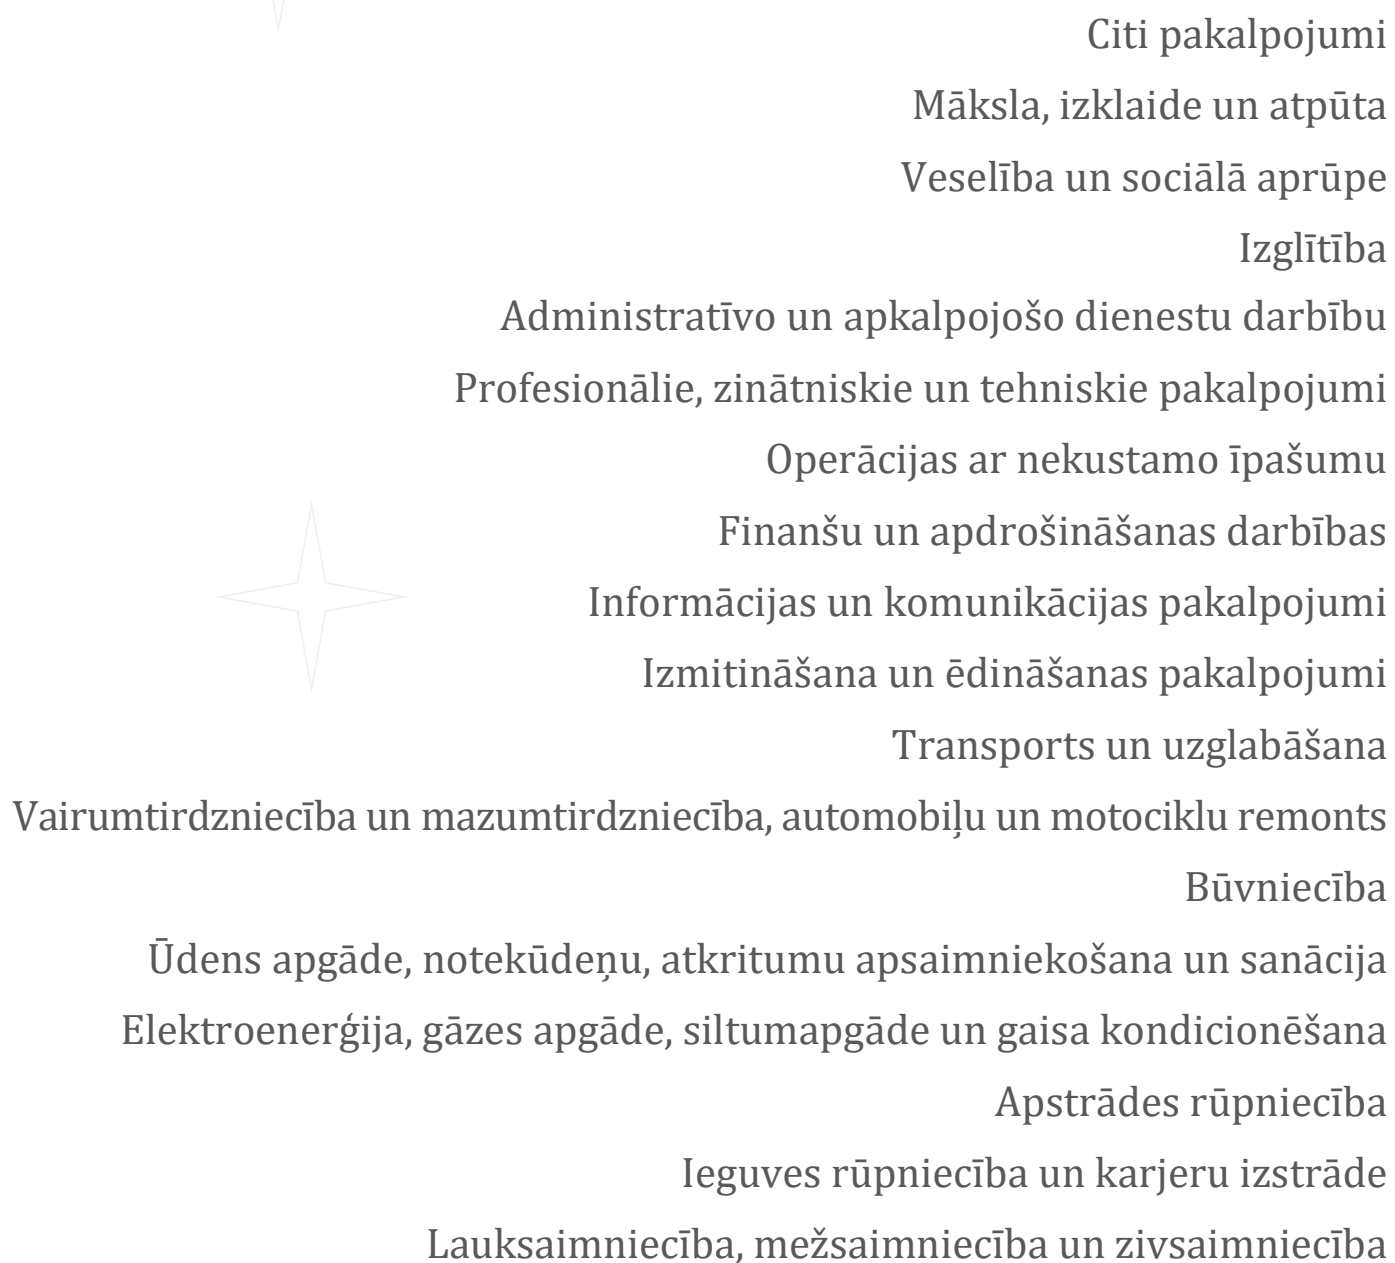 Citi pakalpojumi
Māksla, izklaide un atpūta
Veselība un sociālā aprūpe
Izglītība
Administratīvo un apkalpojošo dienestu darbību
Profesionālie, zinātniskie un tehniskie pakalpojumi
Operācijas ar nekustamo īpašumu
Finanšu un apdrošināšanas darbības
Informācijas un komunikācijas pakalpojumi
Izmitināšana un ēdināšanas pakalpojumi
Transports un uzglabāšana
Vairumtirdzniecība un mazumtirdzniecība, automobiļu un motociklu remonts
Būvniecība
Ūdens apgāde, notekūdeņu, atkritumu apsaimniekošana un sanācija
Elektroenerģija, gāzes apgāde, siltumapgāde un gaisa kondicionēšana
Apstrādes rūpniecība
Ieguves rūpniecība un karjeru izstrāde
Lauksaimniecība, mežsaimniecība un zivsaimniecība